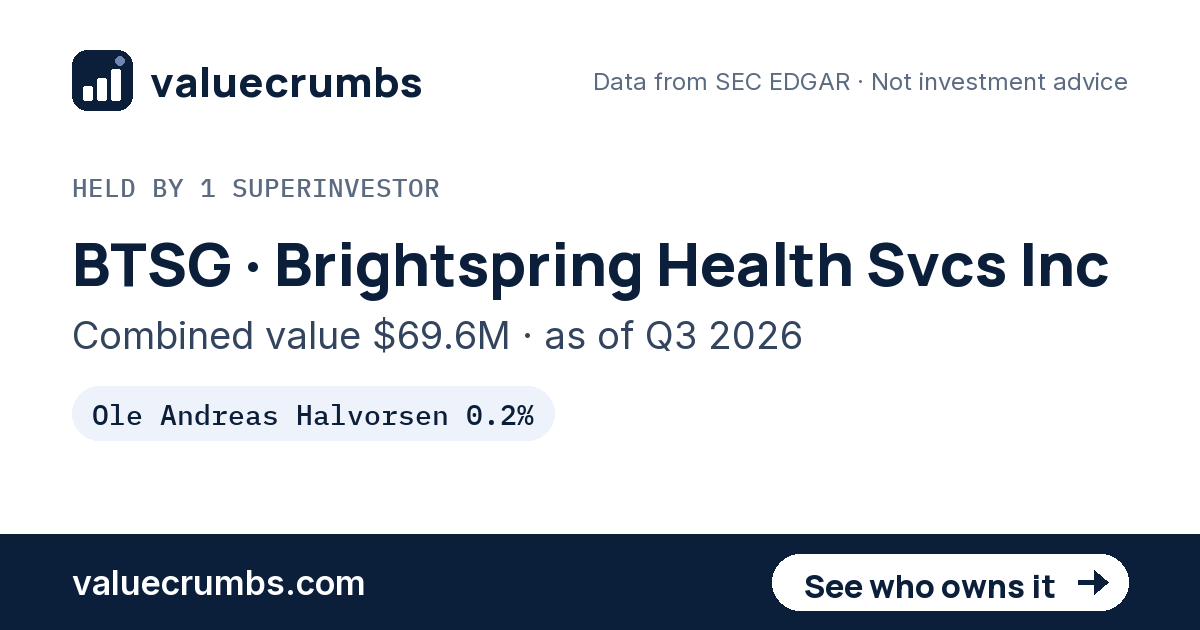 valuecrumbs
Data from SEC EDGAR · Not investment advice
HELD BY 1 SUPERINVESTOR
BTSG · Brightspring Health Svcs Inc
Combined value $69.6M · as of Q3 2026
Ole Andreas Halvorsen 0.2%
valuecrumbs.com
See who owns it →